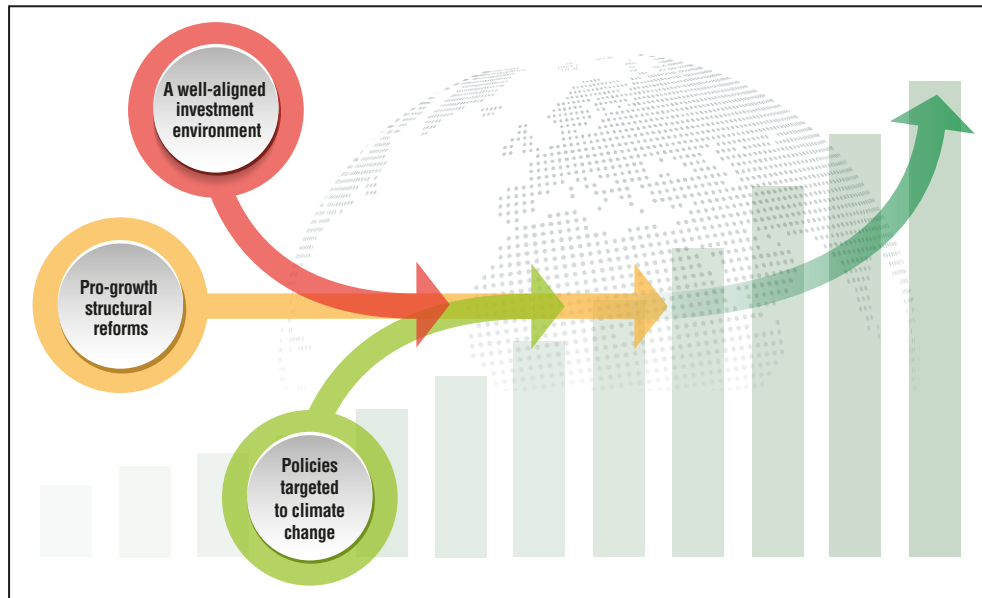 A well-aligned
investment
environment
Pro-growth
structural
reforms
Policies
targeted
to climate
change